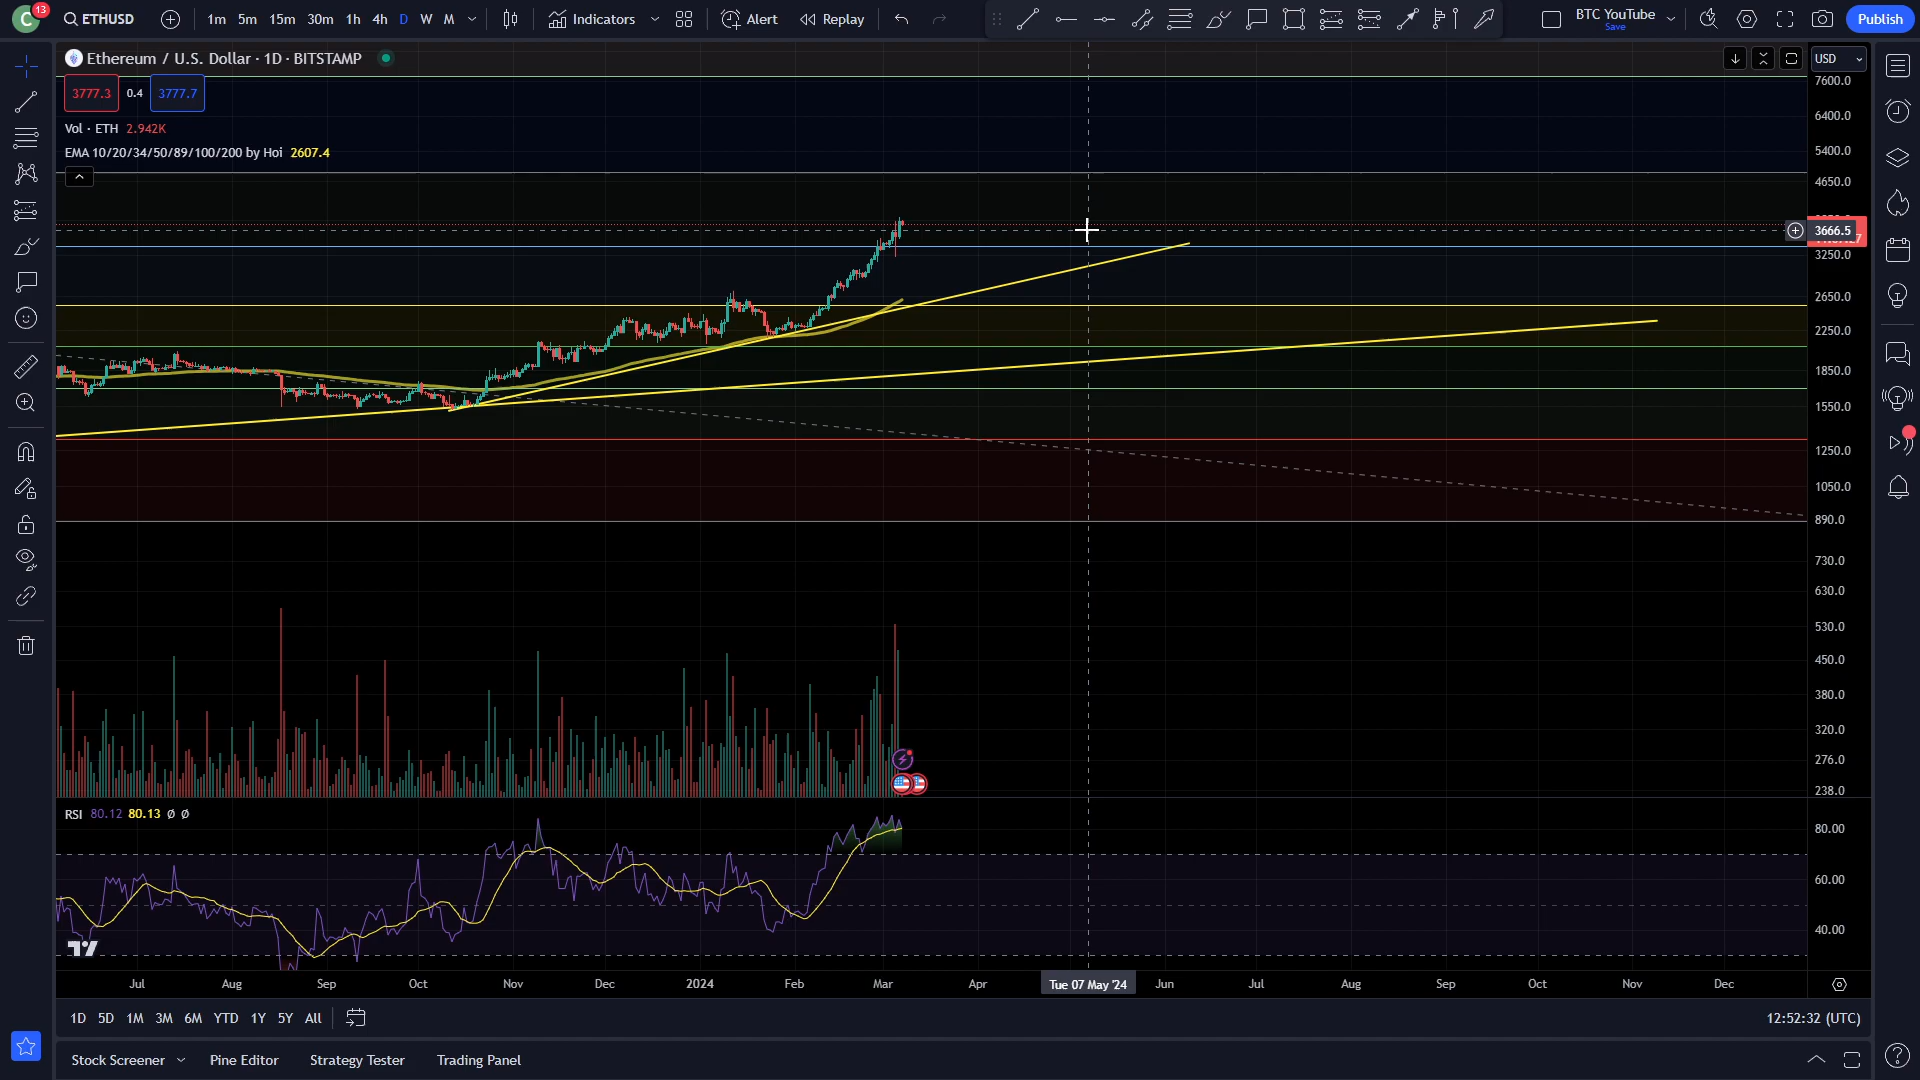 C 13 ETHUSD 1m 5m 15m 30m 1h 4h D W M Indicators Alert Replay BTC YouTube Save Publish
Ethereum / U.S. Dollar · 1D · BITSTAMP USD
3777.3 0.4 3777.7
Vol · ETH 2.942K
EMA 10/20/34/50/89/100/200 by Hoi 2607.4
7600.0
6400.0
5400.0
4650.0
3666.5
3250.0
2650.0
2250.0
1850.0
1550.0
1250.0
1050.0
890.0
730.0
630.0
530.0
450.0
380.0
320.0
276.0
238.0
RSI 80.12 80.13 Ø Ø
80.00
60.00
40.00
Jul Aug Sep Oct Nov Dec 2024 Feb Mar Apr Tue 07 May '24 Jun Jul Aug Sep Oct Nov Dec
1D 5D 1M 3M 6M YTD 1Y 5Y All 12:52:32 (UTC)
Stock Screener Pine Editor Strategy Tester Trading Panel